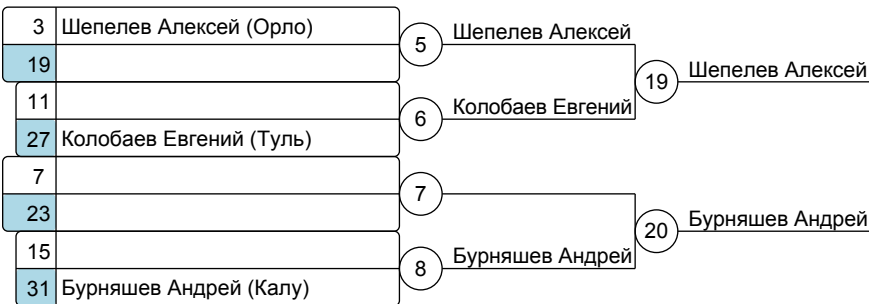 3 Шепелев Алексей (Орло)
19
5 Шепелев Алексей
11
27 Колобаев Евгений (Туль)
6 Колобаев Евгений
19 Шепелев Алексей
7
23
7
15
31 Бурняшев Андрей (Калу)
8 Бурняшев Андрей
20 Бурняшев Андрей